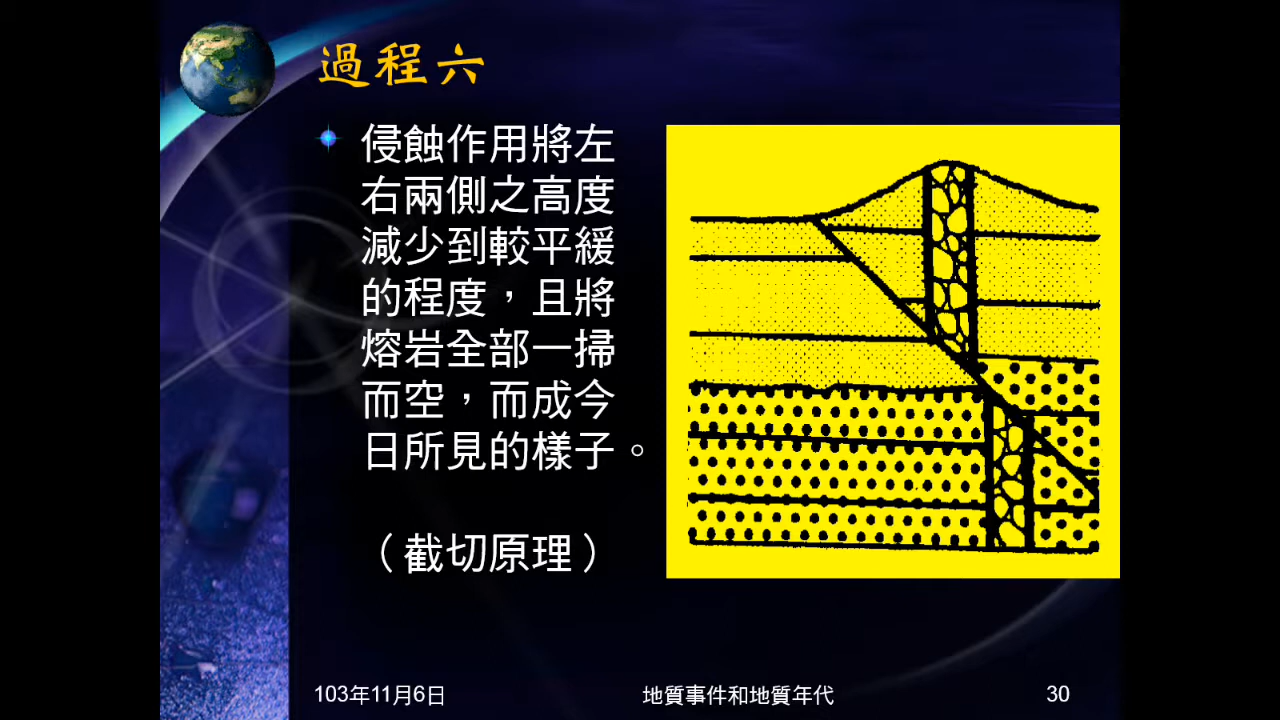 過程六
侵蝕作用將左
右兩側之高度
減少到較平緩
的程度，且將
熔岩全部一掃
而空，而成今
日所見的樣子。
（截切原理）
103年11月6日
地質事件和地質年代
30